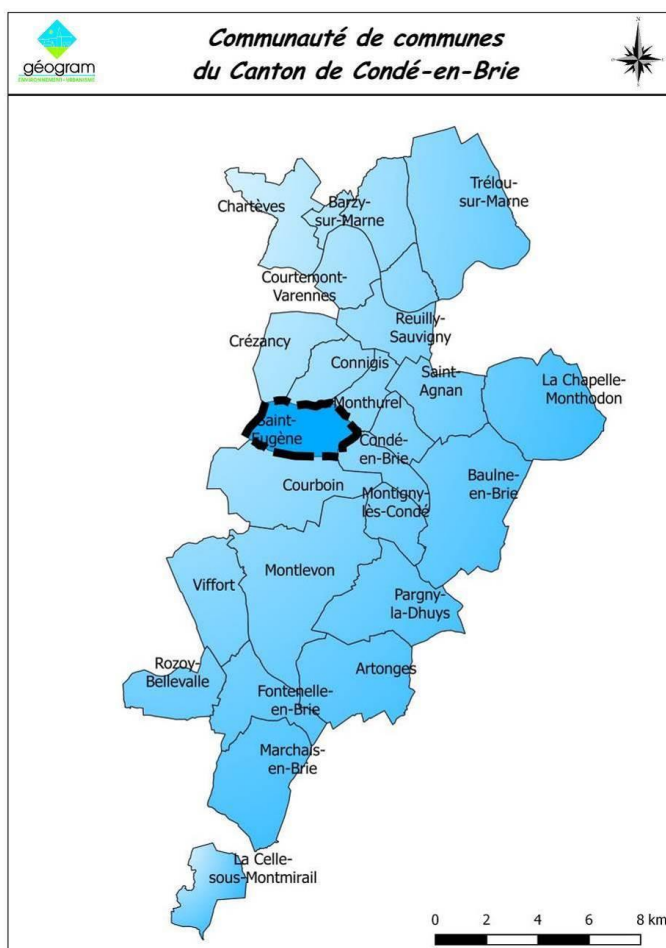 géogram
ENVIRONNEMENT - URBANISME
Communauté de communes
du Canton de Condé-en-Brie
N
Chartèves
Barzy-
sur-Marne
Trélou-
sur-Marne
Courtemont-
Varennes
Reuilly-
Sauvigny
Crézancy
Connigis
Saint-
Agnan
La Chapelle-
Monthodon
Monthurel
Saint-
Eugène
Condé-
en-Brie
Baulne-
en-Brie
Courboin
Montigny-
lès-Condé
Montlevon
Viffort
Pargny-
la-Dhuys
Rozoy-
Bellevalle
Artonges
Fontenelle-
en-Brie
Marchais-
en-Brie
La Celle-
sous-Montmirail
0 2 4 6 8 km